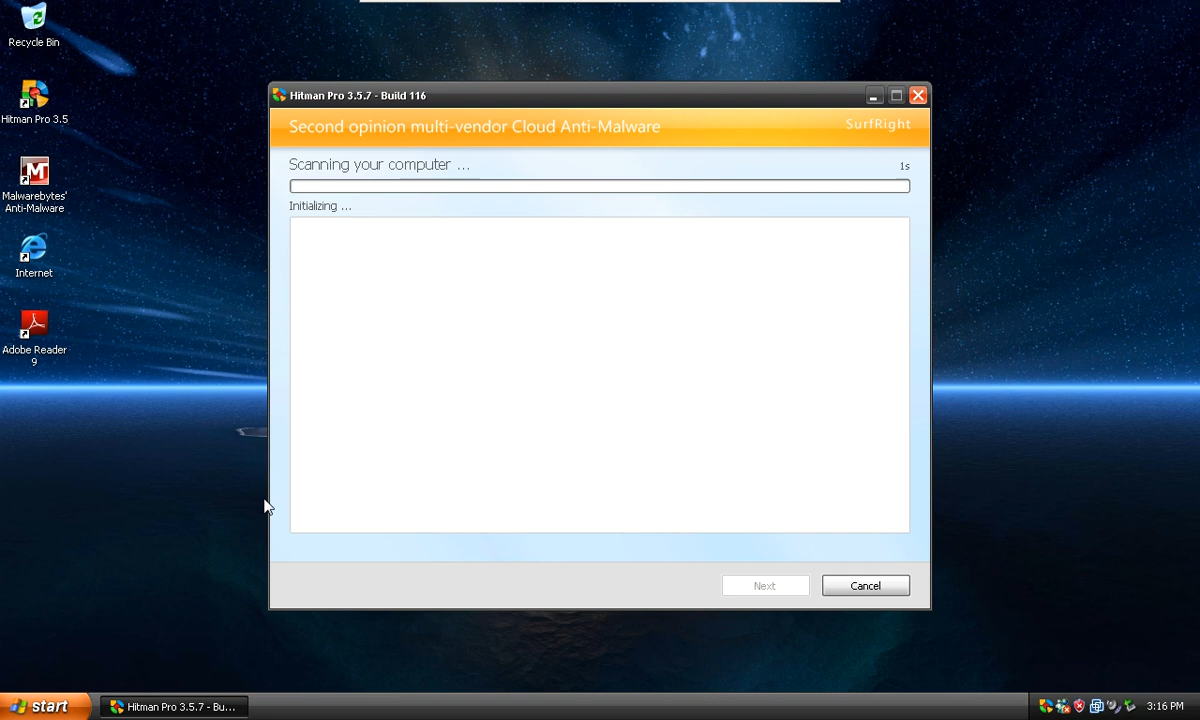 Recycle Bin
Hitman Pro 3.5
Malwarebytes'
Anti-Malware
Internet
Adobe Reader
9
Hitman Pro 3.5.7 - Build 116
Second opinion multi-vendor Cloud Anti-Malware
SurfRight
Scanning your computer ...
1s
Initializing ...
Next
Cancel
start
Hitman Pro 3.5.7 - Bu...
3:16 PM